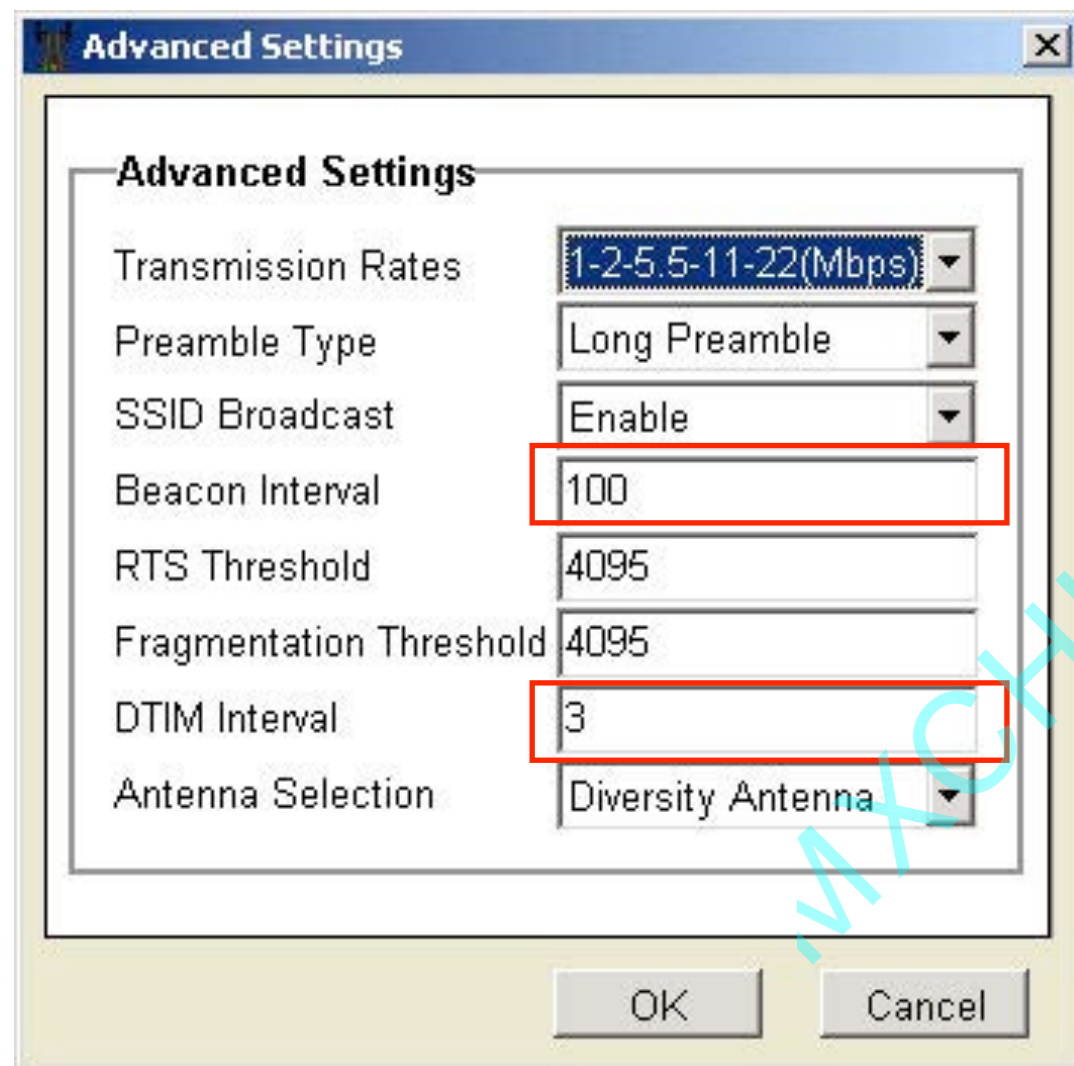 Advanced Settings
Advanced Settings
Transmission Rates 1-2-5.5-11-22(Mbps)
Preamble Type Long Preamble
SSID Broadcast Enable
Beacon Interval 100
RTS Threshold 4095
Fragmentation Threshold 4095
DTIM Interval 3
Antenna Selection Diversity Antenna
OK Cancel